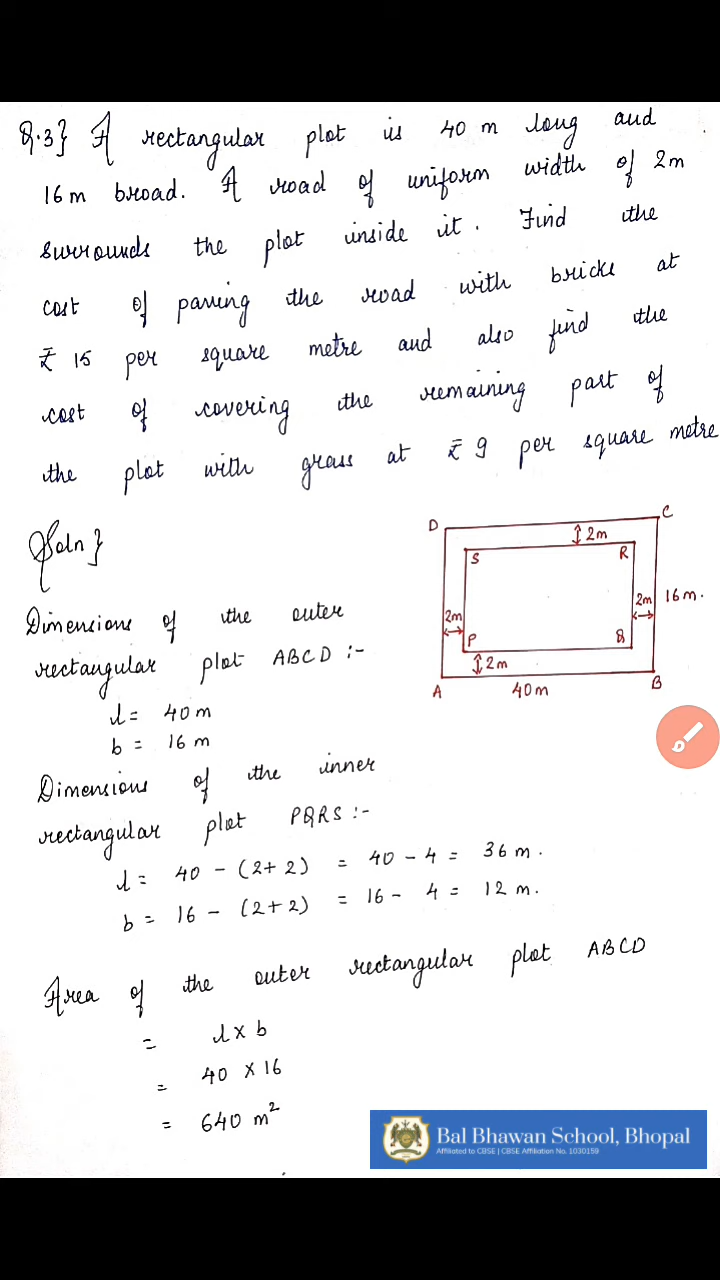 Q.3} A rectangular plot is 40 m long and
16 m broad. A road of uniform width of 2m
surrounds the plot inside it. Find the
cost of paving the road with bricks at
₹ 15 per square metre and also find the
cost of covering the remaining part of
the plot with grass at ₹ 9 per square metre
Soln}
D C
2m
S R
2m 2m 16 m.
P Q
2m
A 40 m B
Dimensions of the outer
rectangular plot ABCD :-
l = 40 m
b = 16 m
Dimensions of the inner
rectangular plot PQRS :-
l = 40 - (2+2) = 40 - 4 = 36 m.
b = 16 - (2+2) = 16 - 4 = 12 m.
Area of the outer rectangular plot ABCD
= l x b
= 40 x 16
= 640 m²
Bal Bhawan School, Bhopal
Affiliated to CBSE | CBSE Affiliation No. 1030159